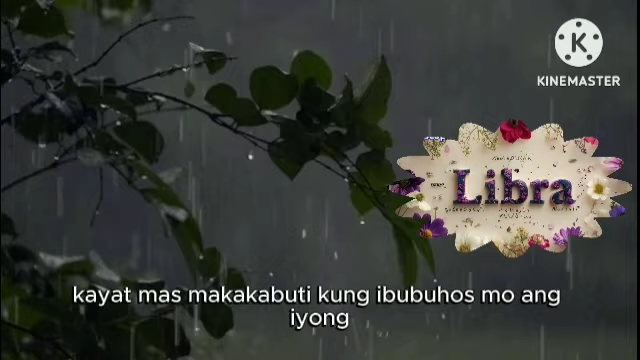 KINEMASTER
Libra
kayat mas makakabuti kung ibubuhos mo ang
iyong